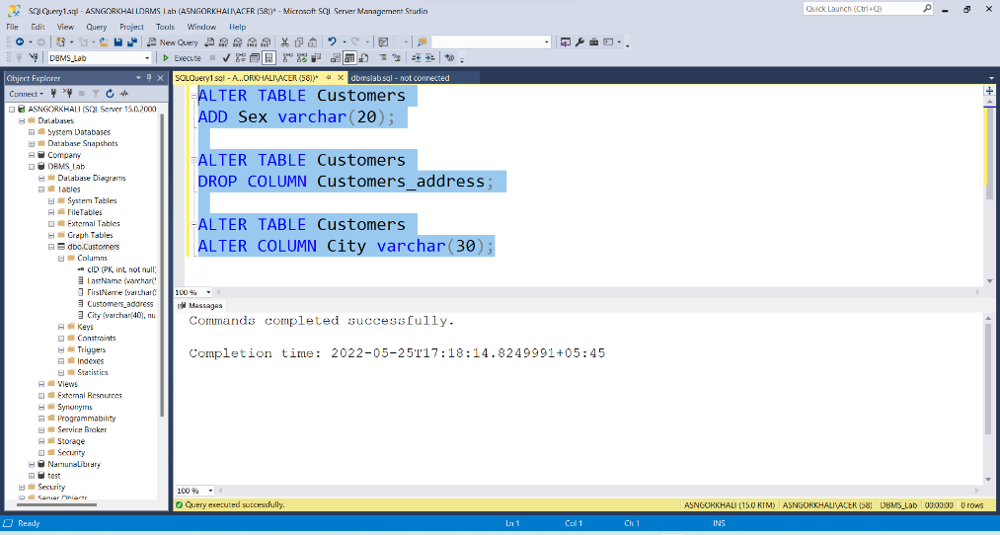 SQLQuery1.sql - ASNGORKHALI.DBMS_Lab (ASNGORKHALI\ACER (58))* - Microsoft SQL Server Management Studio
Quick Launch (Ctrl+Q)
File Edit View Query Project Tools Window Help
New Query
DBMS_Lab
Execute
Object Explorer
SQLQuery1.sql - A...ORKHALI\ACER (58))*
dbmslab.sql - not connected
Connect
ASNGORKHALI (SQL Server 15.0.2000
Databases
System Databases
Database Snapshots
Company
DBMS_Lab
Database Diagrams
Tables
System Tables
FileTables
External Tables
Graph Tables
dbo.Customers
Columns
cID (PK, int, not null)
LastName (varchar(
FirstName (varchar(
Customers_address
City (varchar(40), nu
Keys
Constraints
Triggers
Indexes
Statistics
Views
External Resources
Synonyms
Programmability
Service Broker
Storage
Security
NamunaLibrary
test
Security
Server Objects
ALTER TABLE Customers
ADD Sex varchar(20);
ALTER TABLE Customers
DROP COLUMN Customers_address;
ALTER TABLE Customers
ALTER COLUMN City varchar(30);
100 %
Messages
Commands completed successfully.
Completion time: 2022-05-25T17:18:14.8249991+05:45
100 %
Query executed successfully.
ASNGORKHALI (15.0 RTM)
ASNGORKHALI\ACER (58)
DBMS_Lab
00:00:00
0 rows
Ready
Ln 1
Col 1
Ch 1
INS